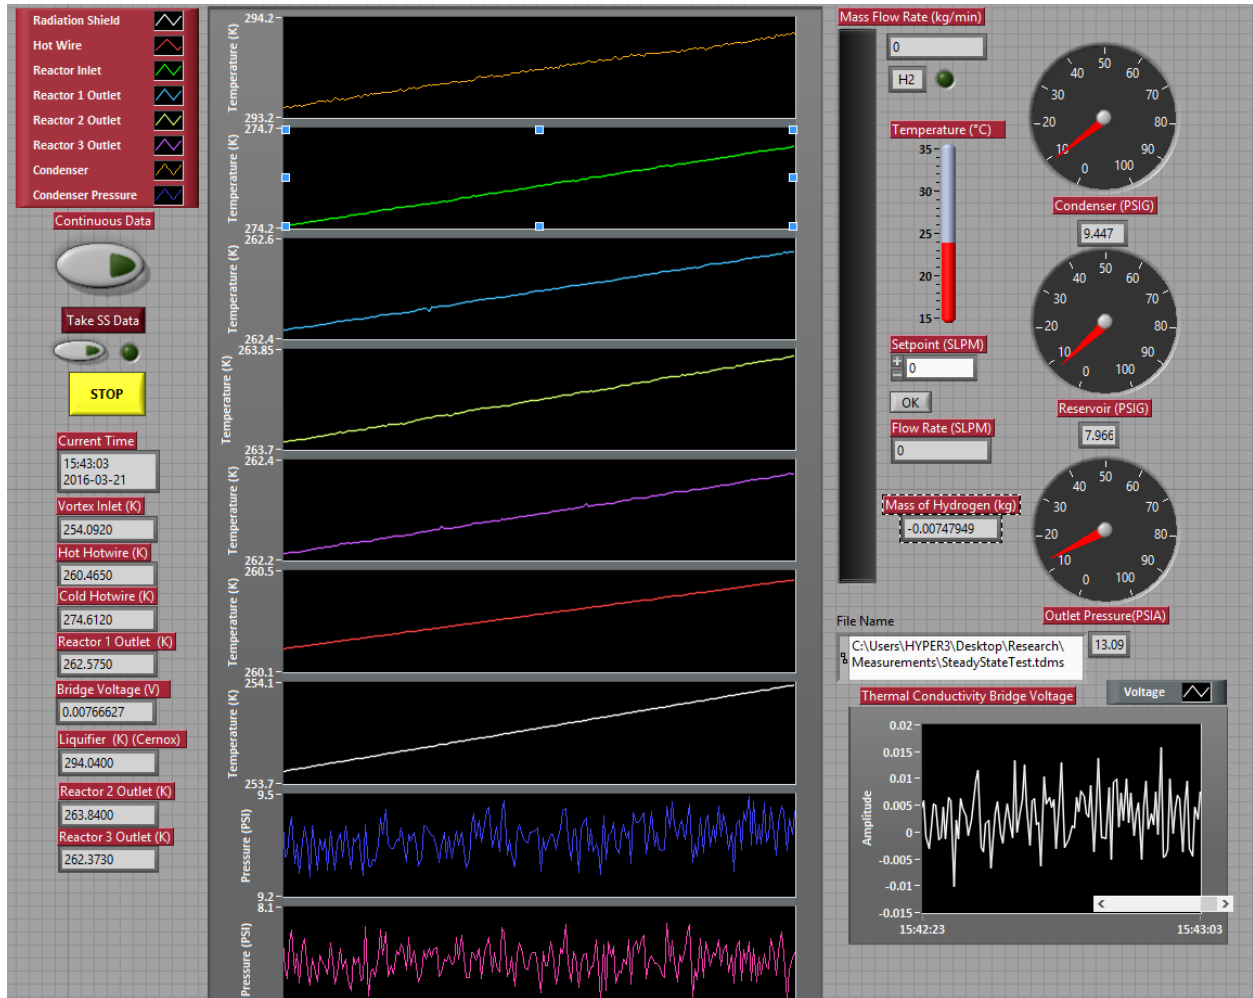 Radiation Shield
Hot Wire
Reactor Inlet
Reactor 1 Outlet
Reactor 2 Outlet
Reactor 3 Outlet
Condenser
Condenser Pressure
Continuous Data
Take SS Data
STOP
Current Time
15:43:03
2016-03-21
Vortex Inlet (K)
254.0920
Hot Hotwire (K)
260.4650
Cold Hotwire (K)
274.6120
Reactor 1 Outlet (K)
262.5750
Bridge Voltage (V)
0.00766627
Liquifier (K) (Cernox)
294.0400
Reactor 2 Outlet (K)
263.8400
Reactor 3 Outlet (K)
262.3730
294.2
Temperature (K)
293.2
274.7
Temperature (K)
274.2
262.6
Temperature (K)
262.4
263.85
Temperature (K)
263.7
262.4
Temperature (K)
262.2
260.5
Temperature (K)
260.1
254.1
Temperature (K)
253.7
9.5
Pressure (PSI)
9.2
8.1
Pressure (PSI)
Mass Flow Rate (kg/min)
0
H2
Temperature (°C)
35
30
25
20
15
Setpoint (SLPM)
0
OK
Flow Rate (SLPM)
0
Mass of Hydrogen (kg)
-0.00747949
0 10 20 30 40 50 60 70 80 90 100
Condenser (PSIG)
9.447
0 10 20 30 40 50 60 70 80 90 100
Reservoir (PSIG)
7.966
0 10 20 30 40 50 60 70 80 90 100
Outlet Pressure(PSIA)
13.09
File Name
C:\Users\HYPER3\Desktop\Research\
Measurements\SteadyStateTest.tdms
Thermal Conductivity Bridge Voltage
Voltage
Amplitude
0.02
0.015
0.01
0.005
0
-0.005
-0.01
-0.015
15:42:23
15:43:03